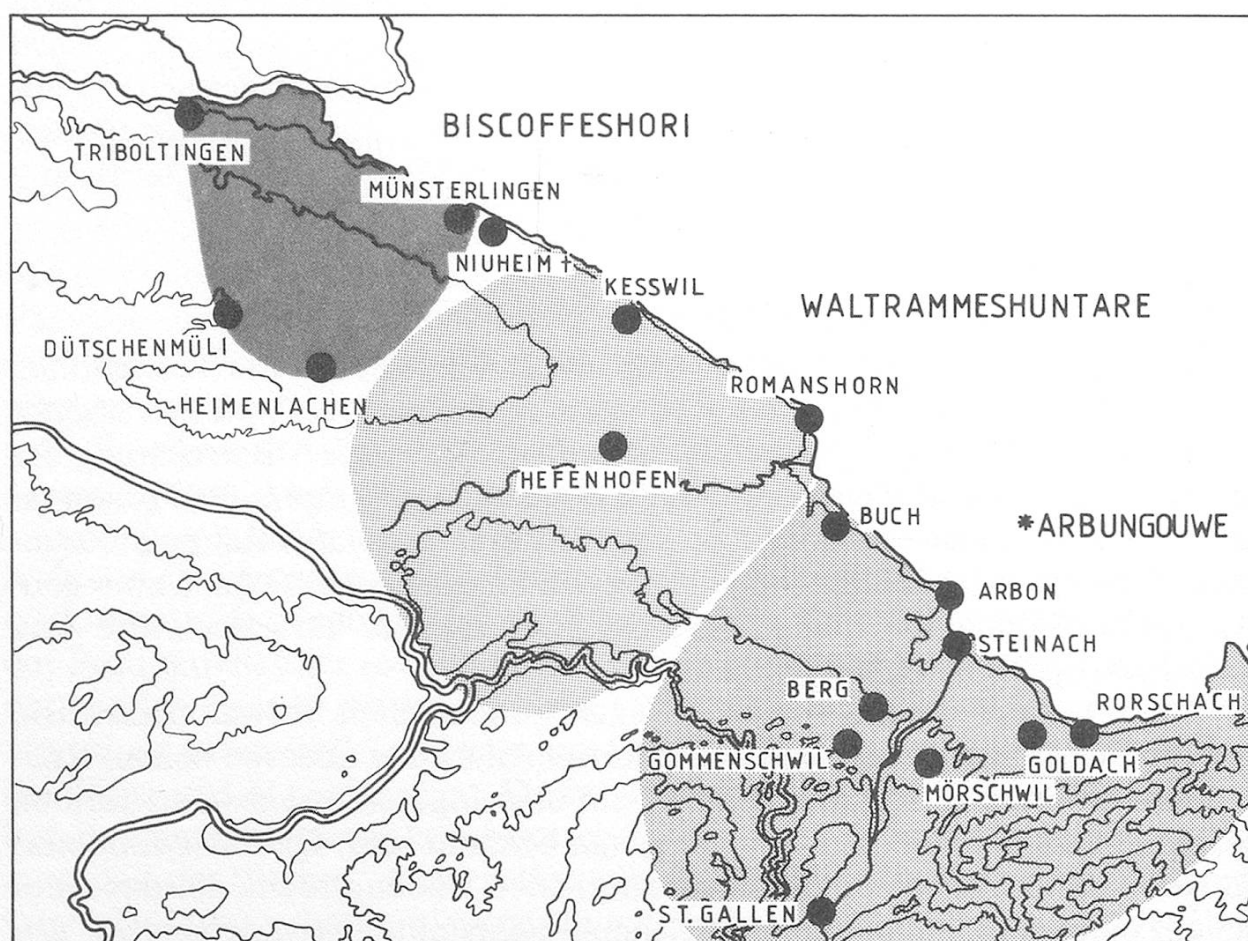 BISCOFFESHORI
TRIBOLTINGEN
MÜNSTERLINGEN
NIUHEIM †
KESSWIL
WALTRAMMESHUNTARE
DÜTSCHENMÜLI
ROMANSHORN
HEIMENLACHEN
HEFENHOFEN
BUCH
*ARBUNGOUWE
ARBON
STEINACH
BERG
RORSCHACH
GOMMENSCHWIL
GOLDACH
MÖRSCHWIL
ST. GALLEN